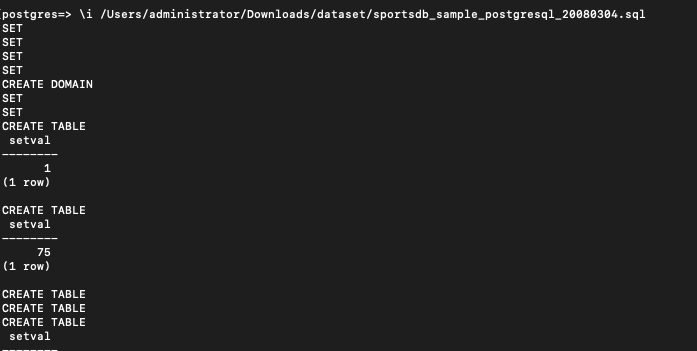 [postgres=> \i /Users/administrator/Downloads/dataset/sportsdb_sample_postgresql_20080304.sql
SET
SET
SET
SET
CREATE DOMAIN
SET
SET
CREATE TABLE
setval
--------
1
(1 row)
CREATE TABLE
setval
--------
75
(1 row)
CREATE TABLE
CREATE TABLE
CREATE TABLE
setval
--------